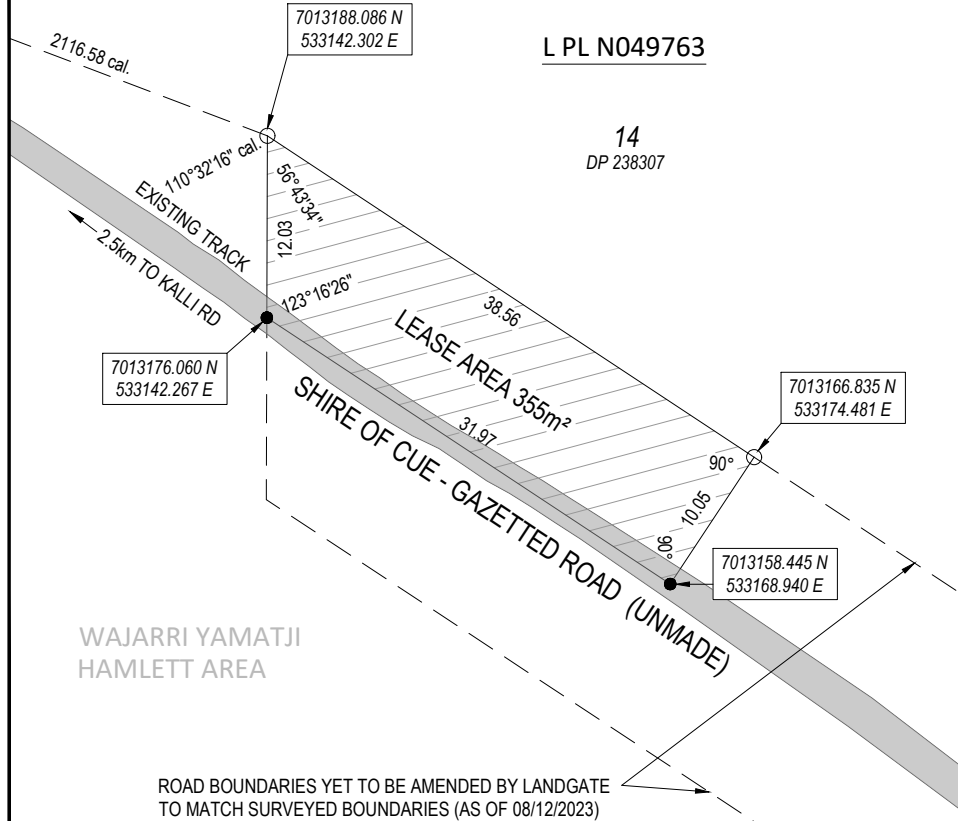 7013188.086 N
533142.302 E
L PL N049763
2116.58 cal.
14
DP 238307
110°32'16" cal.
56°43'34"
EXISTING TRACK
12.03
2.5km TO KALLI RD
123°16'26"
38.56
LEASE AREA 355m²
7013176.060 N
533142.267 E
7013166.835 N
533174.481 E
SHIRE OF CUE - GAZETTED ROAD (UNMADE)
31.97
90°
10.05
90°
7013158.445 N
533168.940 E
WAJARRI YAMATJI
HAMLETT AREA
ROAD BOUNDARIES YET TO BE AMENDED BY LANDGATE
TO MATCH SURVEYED BOUNDARIES (AS OF 08/12/2023)